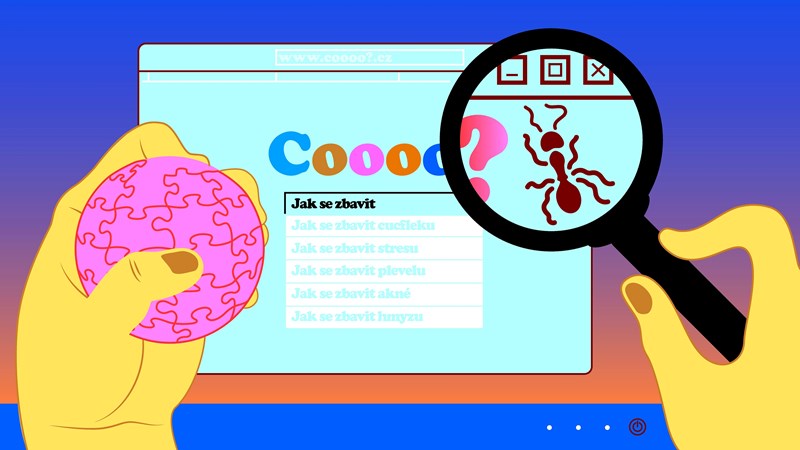 www.coooo?.cz
Coooo?
Jak se zbavit
Jak se zbavit cucfleku
Jak se zbavit stresu
Jak se zbavit plevelu
Jak se zbavit akné
Jak se zbavit hmyzu